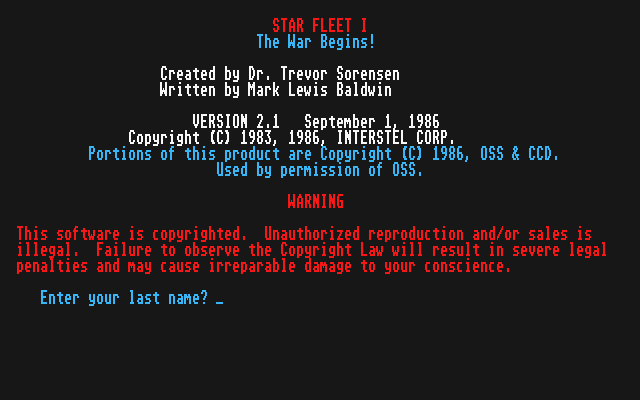 STAR FLEET I
The War Begins!
Created by Dr. Trevor Sorensen
Written by Mark Lewis Baldwin
VERSION 2.1 September 1, 1986
Copyright (C) 1983, 1986, INTERSTEL CORP.
Portions of this product are Copyright (C) 1986, OSS & CCD.
Used by permission of OSS.
WARNING
This software is copyrighted. Unauthorized reproduction and/or sales is
illegal. Failure to observe the Copyright Law will result in severe legal
penalties and may cause irreparable damage to your conscience.
Enter your last name? _